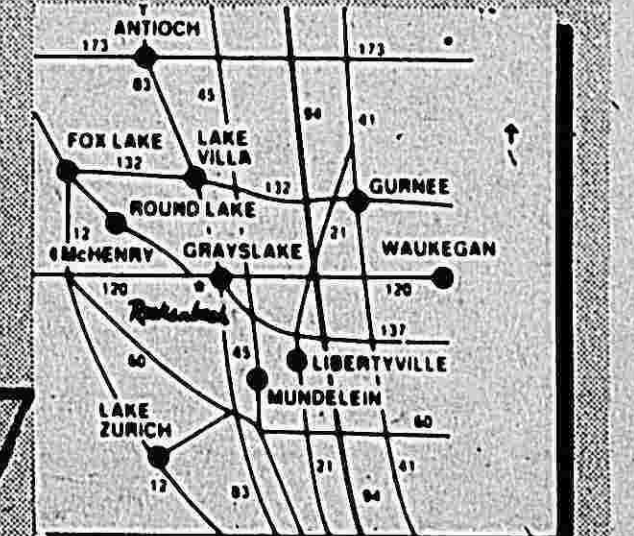 ANTIOCH
173
173
83
45
94
41
FOX LAKE
LAKE
VILLA
132
132
GURNEE
ROUND LAKE
12
21
McHENRY
GRAYSLAKE
WAUKEGAN
120
120
137
60
45
LIBERTYVILLE
MUNDELEIN
LAKE
ZURICH
60
12
83
21
94
41
7